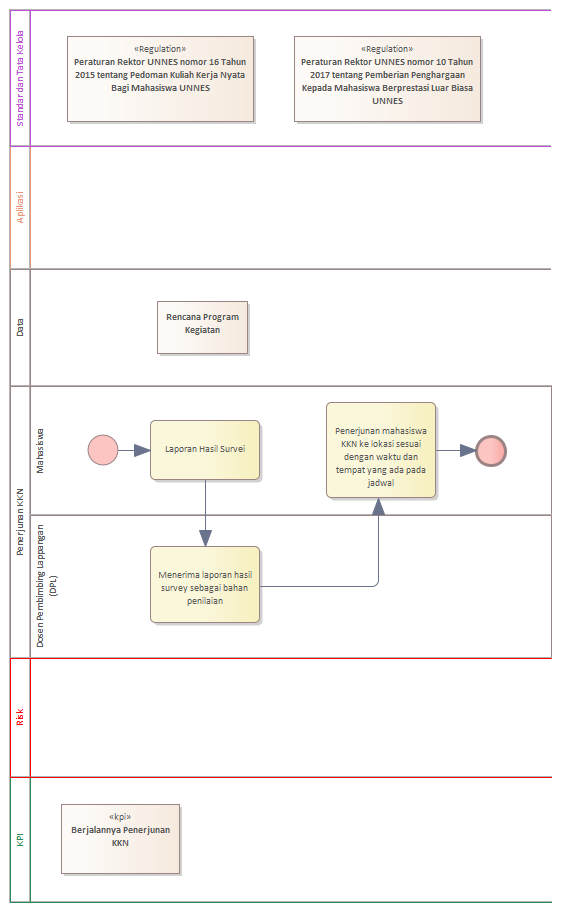 Standar dan Tata Kelola
«Regulation»
Peraturan Rektor UNNES nomor 16 Tahun
2015 tentang Pedoman Kuliah Kerja Nyata
Bagi Mahasiswa UNNES
«Regulation»
Peraturan Rektor UNNES nomor 10 Tahun
2017 tentang Pemberian Penghargaan
Kepada Mahasiswa Berprestasi Luar Biasa
UNNES
Aplikasi
Data
Rencana Program
Kegiatan
Penerjunan KKN
Mahasiswa
Laporan Hasil Survei
Penerjunan mahasiswa
KKN ke lokasi sesuai
dengan waktu dan
tempat yang ada pada
jadwal
Dosen Pembimbing Lappangan
(DPL)
Menerima laporan hasil
survey sebagai bahan
penilaian
Risk
KPI
«kpi»
Berjalannya Penerjunan
KKN